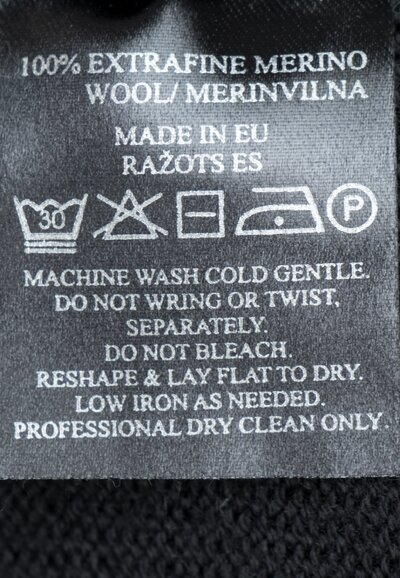 100% EXTRAFINE MERINO
WOOL/ MERINVILNA
MADE IN EU
RAŽOTS ES
30 P
MACHINE WASH COLD GENTLE.
DO NOT WRING OR TWIST,
SEPARATELY.
DO NOT BLEACH.
RESHAPE & LAY FLAT TO DRY.
LOW IRON AS NEEDED.
PROFESSIONAL DRY CLEAN ONLY.